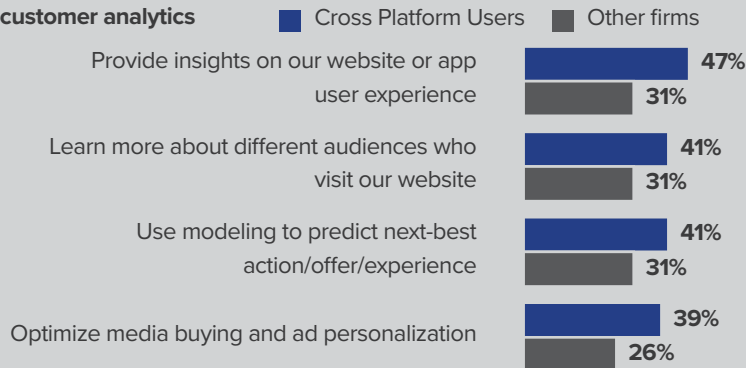 customer analytics
Cross Platform Users
Other firms
Provide insights on our website or app
user experience
47%
31%
Learn more about different audiences who
visit our website
41%
31%
Use modeling to predict next-best
action/offer/experience
41%
31%
Optimize media buying and ad personalization
39%
26%